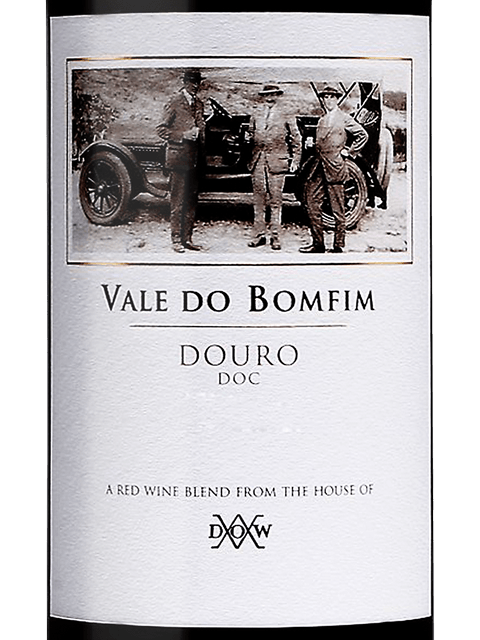 VALE DO BOMFIM
DOURO
DOC
A RED WINE BLEND FROM THE HOUSE OF
DOW